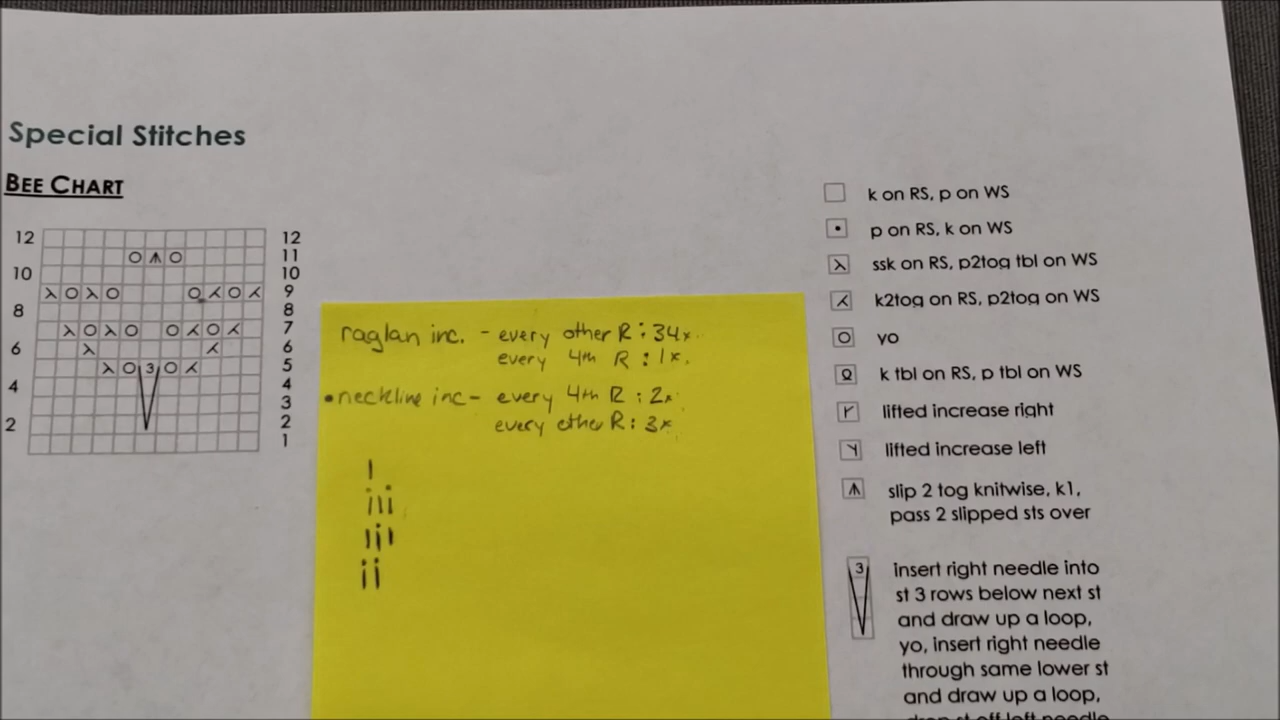 Special Stitches
BEE CHART
12 12
11
10 10
9
8 8
7
6 6
5
4 4
3
2 2
1
3
raglan inc. - every other R : 34x.
every 4th R : 1x.
• neckline inc - every 4th R : 2x
every other R : 3x
k on RS, p on WS
p on RS, k on WS
ssk on RS, p2tog tbl on WS
k2tog on RS, p2tog on WS
yo
k tbl on RS, p tbl on WS
lifted increase right
lifted increase left
slip 2 tog knitwise, k1,
pass 2 slipped sts over
3 insert right needle into
st 3 rows below next st
and draw up a loop,
yo, insert right needle
through same lower st
and draw up a loop,
drop st off left needle